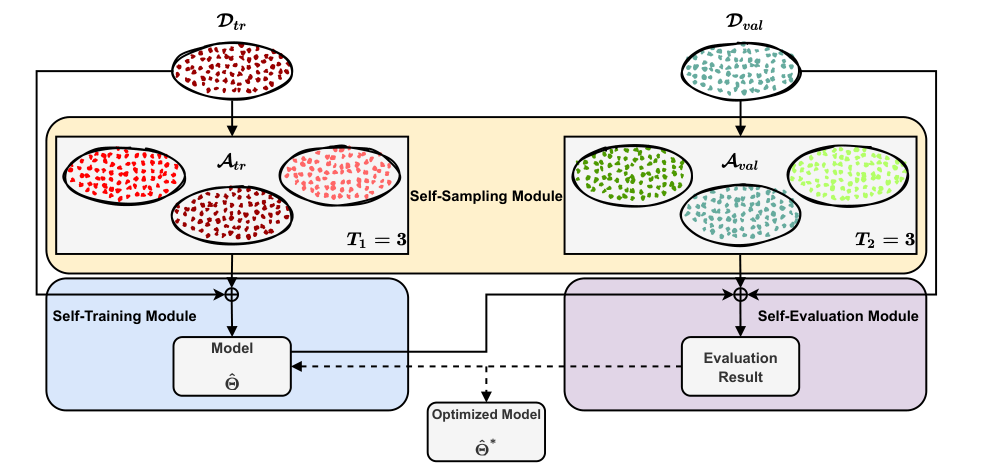 𝒟_tr
𝒟_val
𝒜_tr
𝒜_val
Self-Sampling Module
T_1 = 3
T_2 = 3
Self-Training Module
Self-Evaluation Module
Model
Θ̂
Evaluation
Result
Optimized Model
Θ̂*